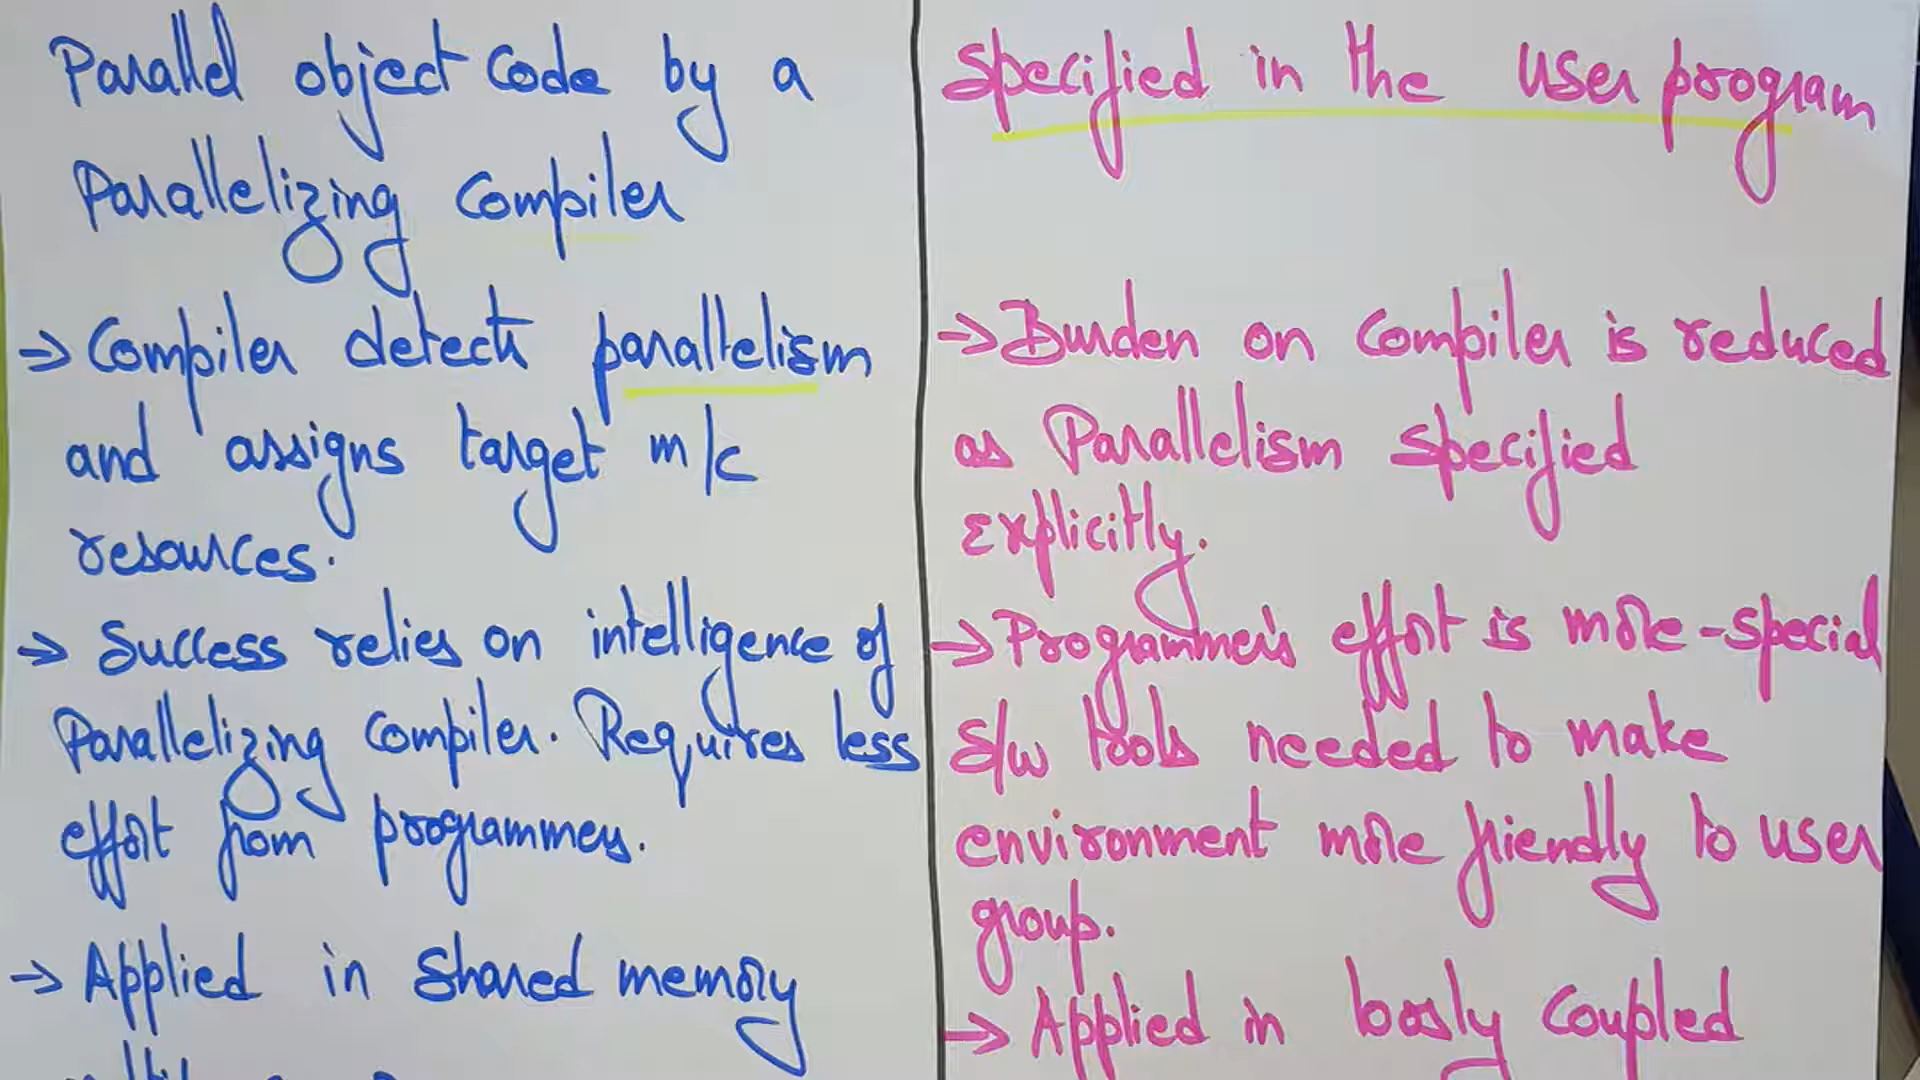 Parallel object code by a
Parallelizing Compiler
→ Compiler detects parallelism
and assigns target m/c
resources.
→ Success relies on intelligence of
Parallelizing compiler. Requires less
effort from programmers.
→ Applied in Shared memory
Specified in the user program
→ Burden on compiler is reduced
as Parallelism specified
Explicitly.
→ Programmer's effort is more - special
S/w tools needed to make
environment more friendly to user
group.
→ Applied in loosly coupled